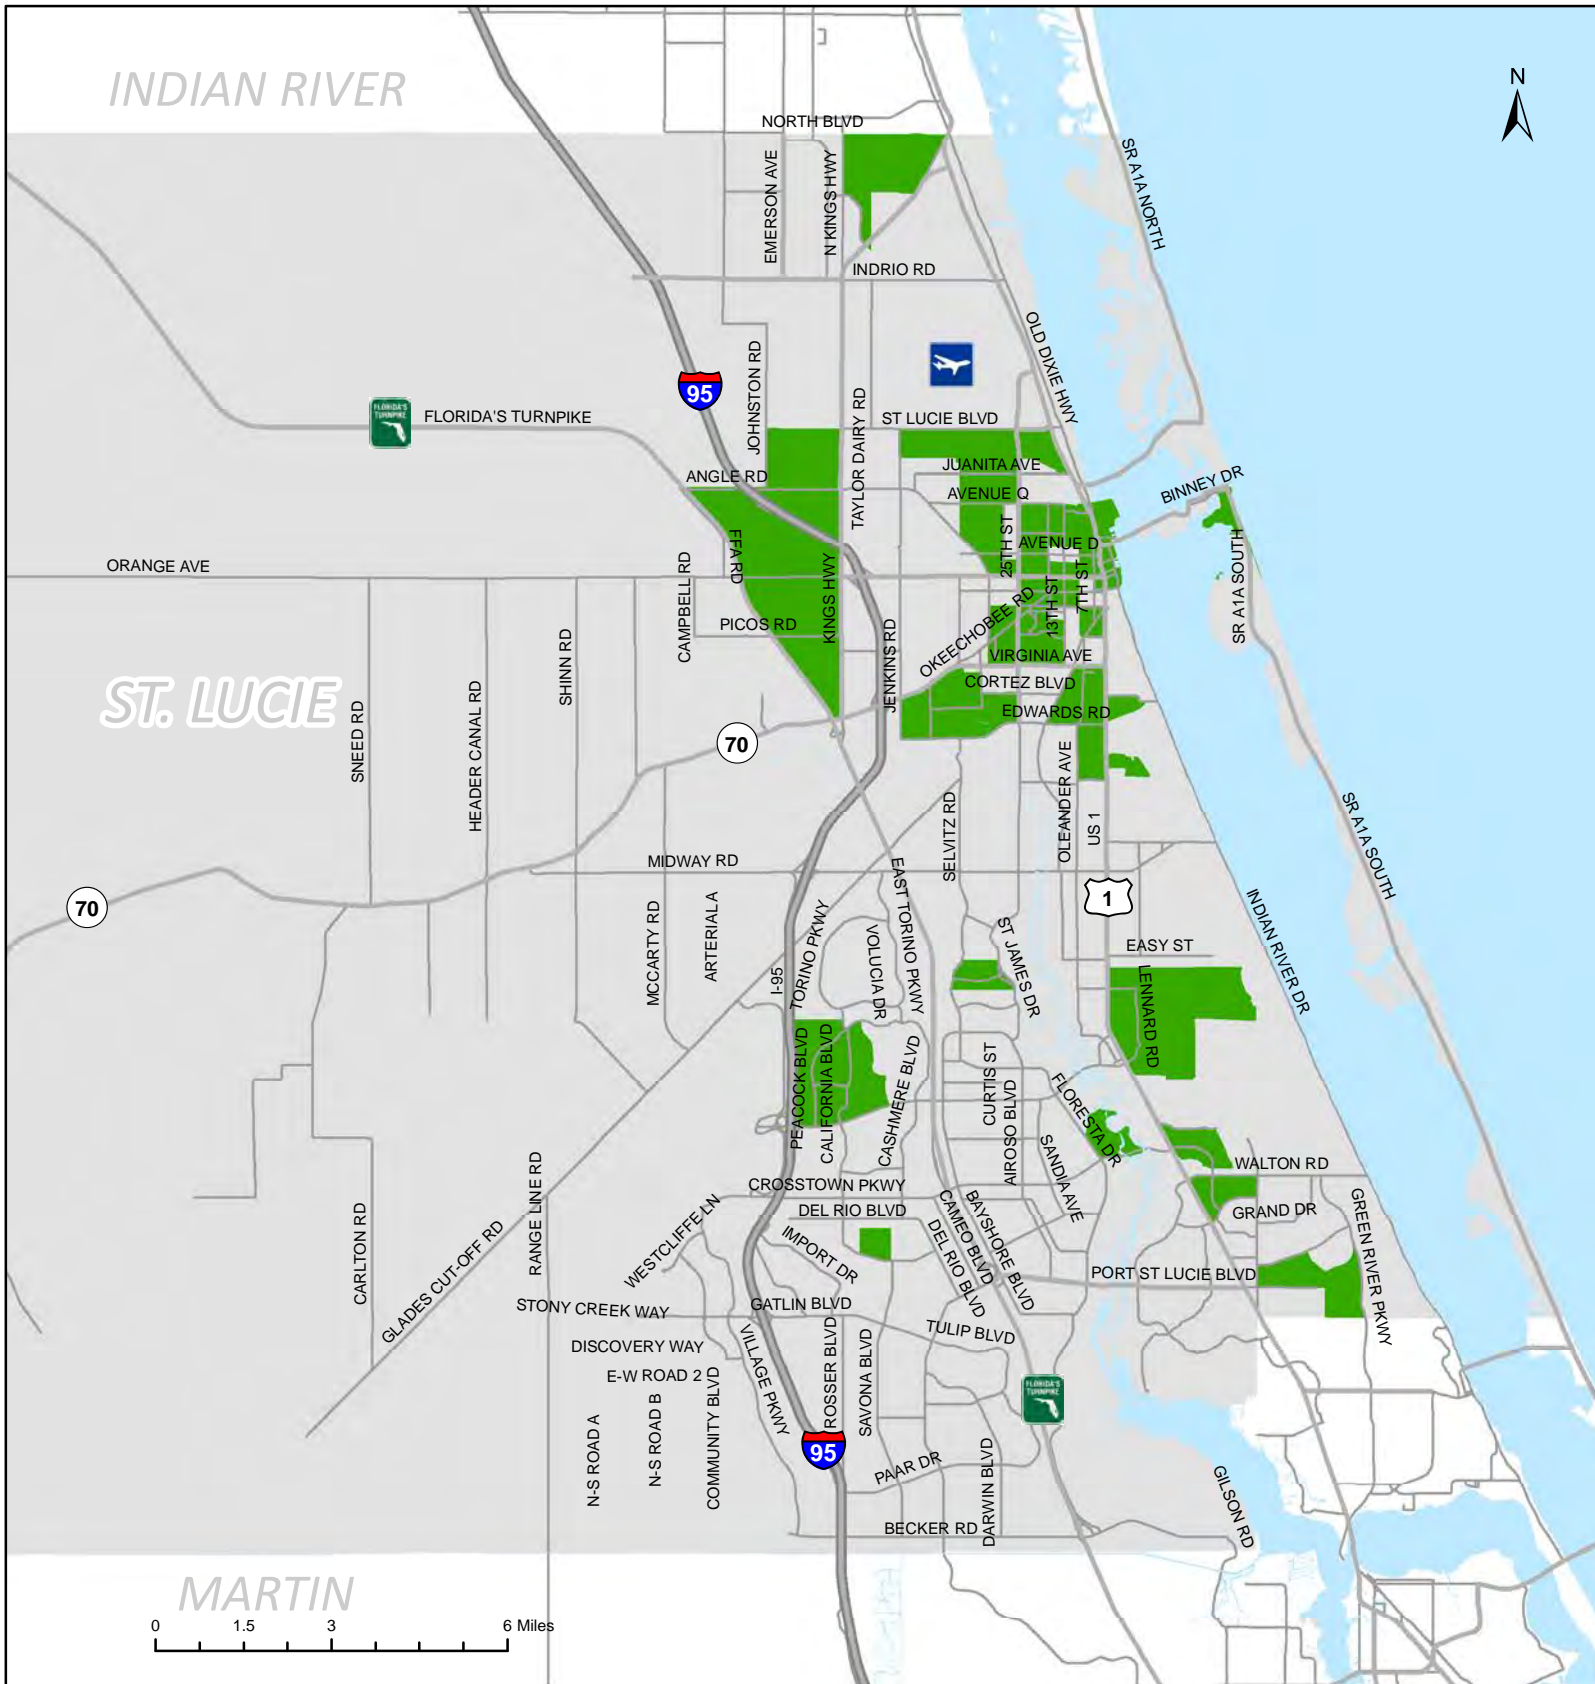 INDIAN RIVER
N
NORTH BLVD
SR A1A NORTH
EMERSON AVE
N KINGS HWY
INDRIO RD
OLD DIXIE HWY
JOHNSTON RD
95
FLORIDA'S
TURNPIKE
FLORIDA'S TURNPIKE
TAYLOR DAIRY RD
ST LUCIE BLVD
JUANITA AVE
ANGLE RD
AVENUE Q
BINNEY DR
FFA RD
25TH ST
AVENUE D
ORANGE AVE
CAMPBELL RD
KINGS HWY
13TH ST
7TH ST
SR A1A SOUTH
PICOS RD
OKEECHOBEE RD
JENKINS RD
VIRGINIA AVE
SHINN RD
CORTEZ BLVD
ST. LUCIE
HEADER CANAL RD
SNEED RD
EDWARDS RD
70
OLEANDER AVE
US 1
SELVITZ RD
SR A1A SOUTH
MIDWAY RD
EAST TORINO PKWY
70
1
MCCARTY RD
ARTERIAL A
TORINO PKWY
VOLUCIA DR
ST JAMES DR
EASY ST
INDIAN RIVER DR
I-95
LENNARD RD
PEACOCK BLVD
CALIFORNIA BLVD
CASHMERE BLVD
CURTIS ST
AIROSO BLVD
FLORESTA DR
SANDIA AVE
WALTON RD
RANGE LINE RD
CROSSTOWN PKWY
WESTCLIFFE LN
DEL RIO BLVD
CAMEO BLVD
BAYSHORE BLVD
GRAND DR
GREEN RIVER PKWY
CARLTON RD
GLADES CUT-OFF RD
IMPORT DR
DEL RIO BLVD
PORT ST LUCIE BLVD
STONY CREEK WAY
GATLIN BLVD
TULIP BLVD
DISCOVERY WAY
VILLAGE PKWY
ROSSER BLVD
SAVONA BLVD
E-W ROAD 2
FLORIDA'S
TURNPIKE
N-S ROAD A
N-S ROAD B
COMMUNITY BLVD
95
PAAR DR
DARWIN BLVD
GILSON RD
BECKER RD
MARTIN
0 1.5 3 6 Miles